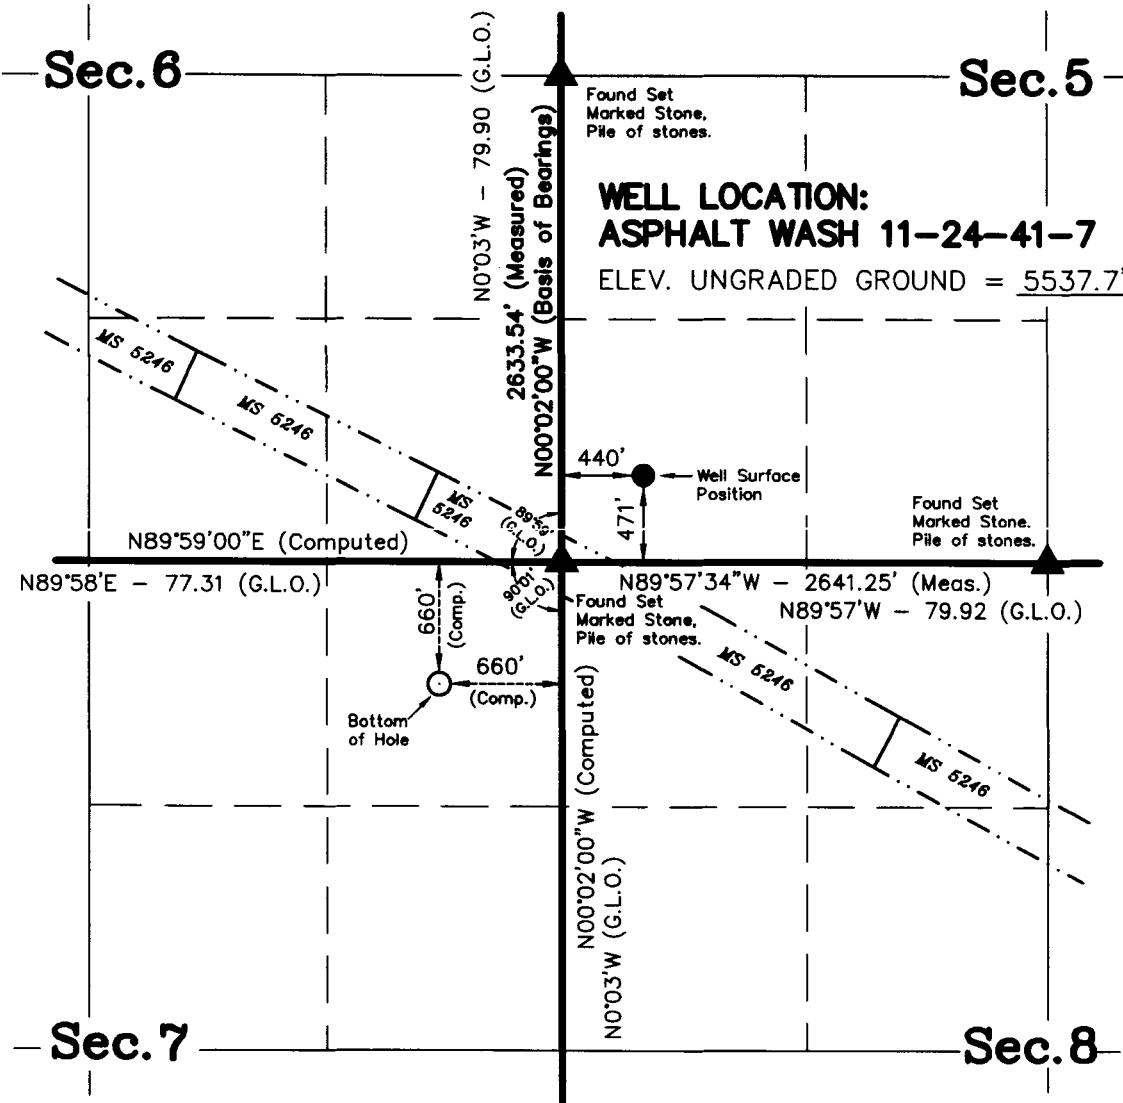 Sec.6
Sec.5
N0°03'W – 79.90 (G.L.O.)
2633.54' (Measured)
N00°02'00"W (Basis of Bearings)
Found Set
Marked Stone,
Pile of stones.
WELL LOCATION:
ASPHALT WASH 11–24–41–7
ELEV. UNGRADED GROUND = 5537.7'
MS 5246
MS 5246
MS
5246
440'
471'
Well Surface
Position
Found Set
Marked Stone.
Pile of stones.
89°59'
(G.L.O.)
N89°59'00"E (Computed)
N89°58'E – 77.31 (G.L.O.)
90°01'
(G.L.O.)
N89°57'34"W – 2641.25' (Meas.)
N89°57'W – 79.92 (G.L.O.)
Found Set
Marked Stone,
Pile of stones.
660'
(Comp.)
660'
(Comp.)
Bottom
of Hole
MS 5246
MS 5246
N00°02'00"W (Computed)
N0°03'W (G.L.O.)
Sec.7
Sec.8